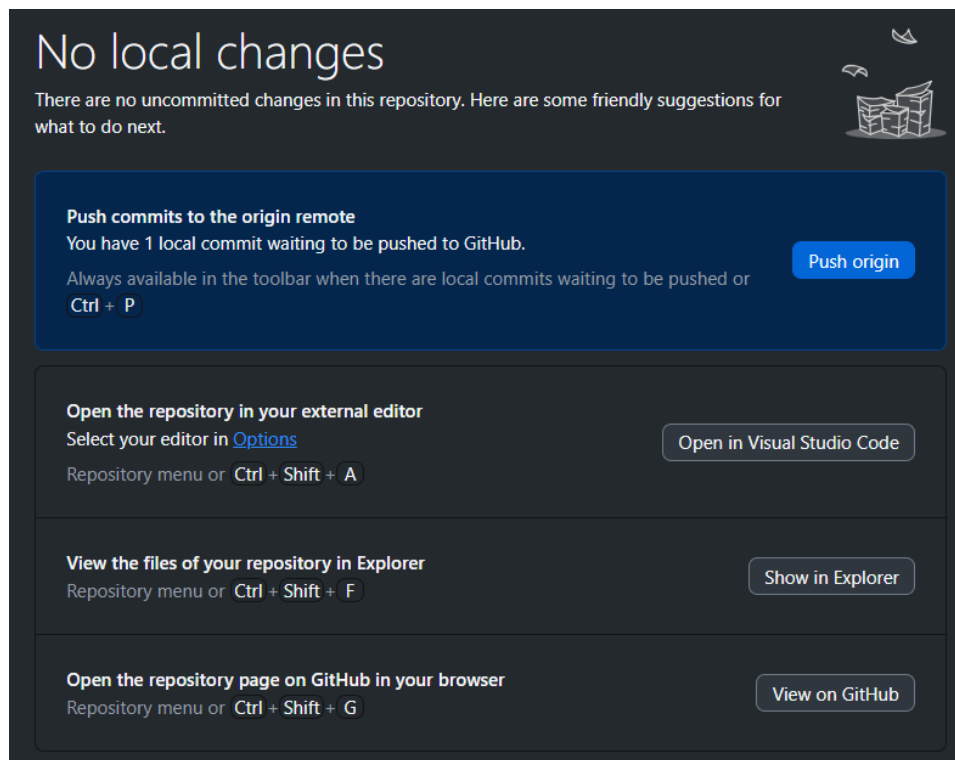 No local changes
There are no uncommitted changes in this repository. Here are some friendly suggestions for
what to do next.
Push commits to the origin remote
You have 1 local commit waiting to be pushed to GitHub.
Always available in the toolbar when there are local commits waiting to be pushed or
Ctrl + P
Push origin
Open the repository in your external editor
Select your editor in Options
Repository menu or Ctrl + Shift + A
Open in Visual Studio Code
View the files of your repository in Explorer
Repository menu or Ctrl + Shift + F
Show in Explorer
Open the repository page on GitHub in your browser
Repository menu or Ctrl + Shift + G
View on GitHub